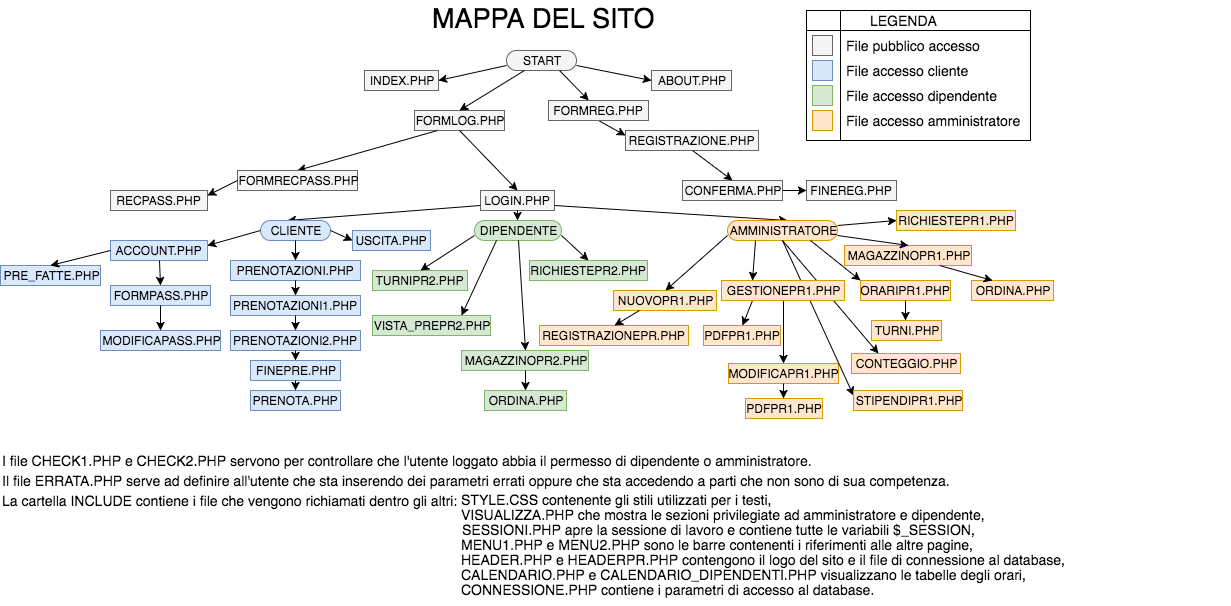 MAPPA DEL SITO
LEGENDA
File pubblico accesso
File accesso cliente
File accesso dipendente
File accesso amministratore
START
INDEX.PHP
ABOUT.PHP
FORMLOG.PHP
FORMREG.PHP
REGISTRAZIONE.PHP
FORMRECPASS.PHP
RECPASS.PHP
CONFERMA.PHP
FINEREG.PHP
LOGIN.PHP
CLIENTE
DIPENDENTE
AMMINISTRATORE
RICHIESTEPR1.PHP
ACCOUNT.PHP
USCITA.PHP
MAGAZZINOPR1.PHP
PRE_FATTE.PHP
PRENOTAZIONI.PHP
TURNIPR2.PHP
RICHIESTEPR2.PHP
FORMPASS.PHP
PRENOTAZIONI1.PHP
NUOVOPR1.PHP
GESTIONEPR1.PHP
ORARIPR1.PHP
ORDINA.PHP
VISTA_PREPR2.PHP
REGISTRAZIONEPR.PHP
PDFPR1.PHP
TURNI.PHP
MODIFICAPASS.PHP
PRENOTAZIONI2.PHP
MAGAZZINOPR2.PHP
CONTEGGIO.PHP
FINEPRE.PHP
MODIFICAPR1.PHP
PRENOTA.PHP
ORDINA.PHP
PDFPR1.PHP
STIPENDIPR1.PHP
I file CHECK1.PHP e CHECK2.PHP servono per controllare che l'utente loggato abbia il permesso di dipendente o amministratore.
Il file ERRATA.PHP serve ad definire all'utente che sta inserendo dei parametri errati oppure che sta accedendo a parti che non sono di sua competenza.
La cartella INCLUDE contiene i file che vengono richiamati dentro gli altri: STYLE.CSS contenente gli stili utilizzati per i testi,
VISUALIZZA.PHP che mostra le sezioni privilegiate ad amministratore e dipendente,
SESSIONI.PHP apre la sessione di lavoro e contiene tutte le variabili $_SESSION,
MENU1.PHP e MENU2.PHP sono le barre contenenti i riferimenti alle altre pagine,
HEADER.PHP e HEADERPR.PHP contengono il logo del sito e il file di connessione al database,
CALENDARIO.PHP e CALENDARIO_DIPENDENTI.PHP visualizzano le tabelle degli orari,
CONNESSIONE.PHP contiene i parametri di accesso al database.